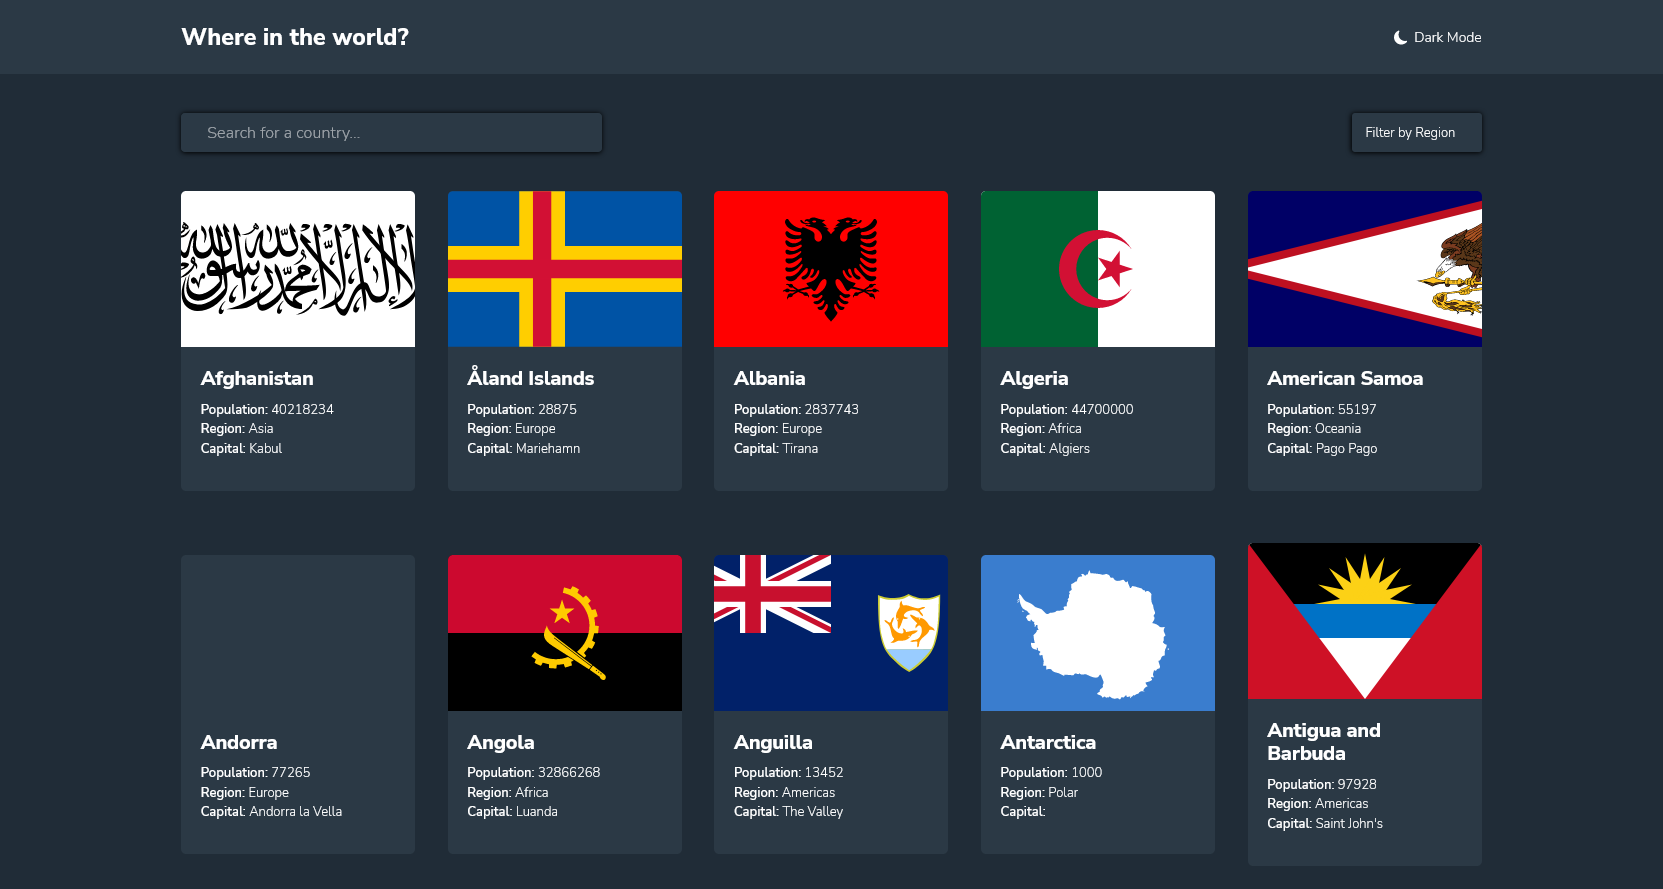 Where in the world?
Dark Mode
Search for a country...
Filter by Region
Afghanistan
Population: 40218234
Region: Asia
Capital: Kabul
Åland Islands
Population: 28875
Region: Europe
Capital: Mariehamn
Albania
Population: 2837743
Region: Europe
Capital: Tirana
Algeria
Population: 44700000
Region: Africa
Capital: Algiers
American Samoa
Population: 55197
Region: Oceania
Capital: Pago Pago
Andorra
Population: 77265
Region: Europe
Capital: Andorra la Vella
Angola
Population: 32866268
Region: Africa
Capital: Luanda
Anguilla
Population: 13452
Region: Americas
Capital: The Valley
Antarctica
Population: 1000
Region: Polar
Capital:
Antigua and
Barbuda
Population: 97928
Region: Americas
Capital: Saint John's